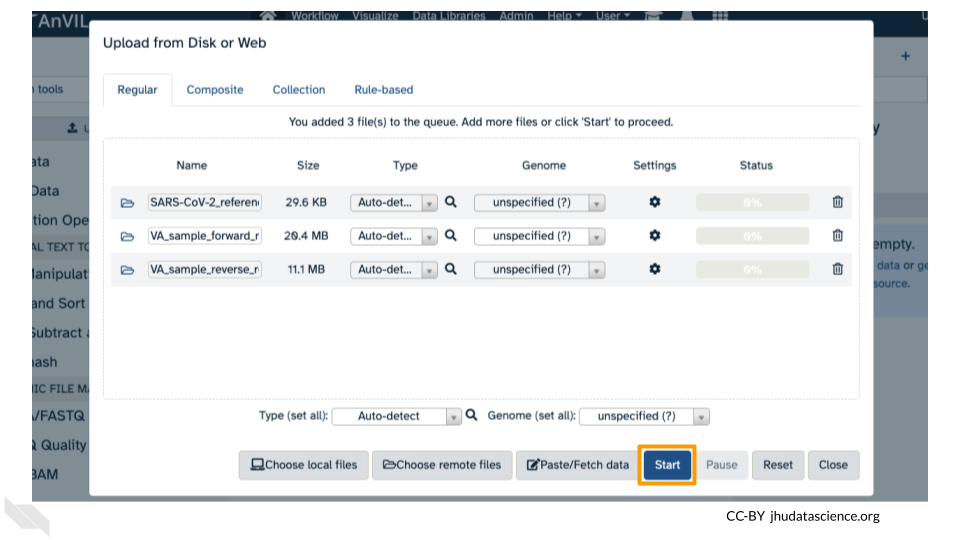 AnVIL Workflow Visualize Data Libraries Admin Help User
Upload from Disk or Web
tools
Regular Composite Collection Rule-based
You added 3 file(s) to the queue. Add more files or click 'Start' to proceed.
Name Size Type Genome Settings Status
SARS-CoV-2_referen 29.6 KB Auto-det... unspecified (?) 0%
VA_sample_forward_r 20.4 MB Auto-det... unspecified (?) 0%
VA_sample_reverse_r 11.1 MB Auto-det... unspecified (?) 0%
ata
Data
tion Ope
AL TEXT TO
Manipulat
and Sort
Subtract
ash
IC FILE MA
/FASTQ
Quality
BAM
empty.
data or ge
source.
Type (set all): Auto-detect Genome (set all): unspecified (?)
Choose local files Choose remote files Paste/Fetch data Start Pause Reset Close
CC-BY jhudatascience.org